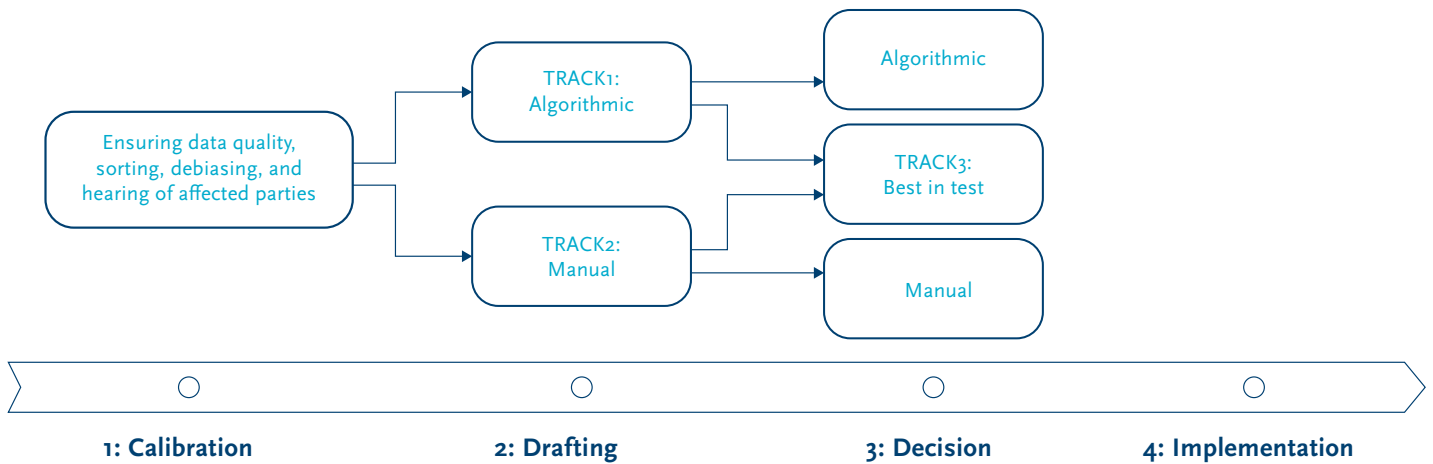 Ensuring data quality,
sorting, debiasing, and
hearing of affected parties
TRACK1:
Algorithmic
TRACK2:
Manual
Algorithmic
TRACK3:
Best in test
Manual
1: Calibration
2: Drafting
3: Decision
4: Implementation